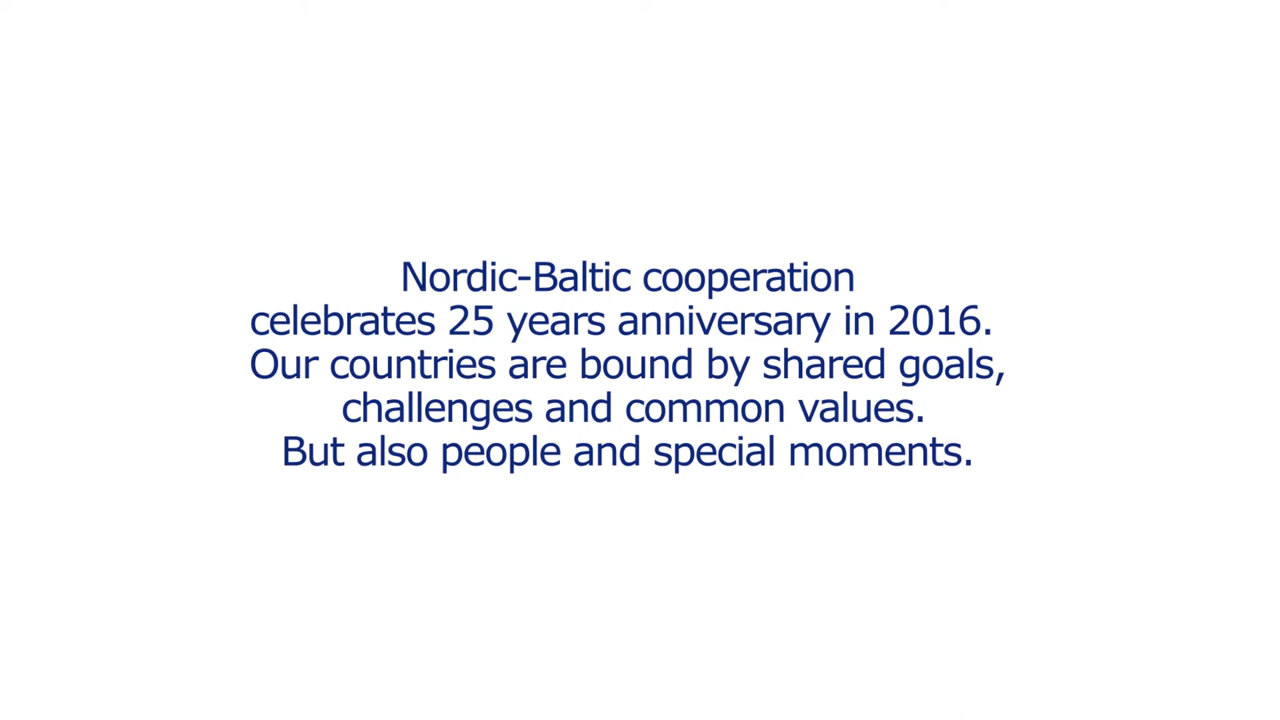 Nordic-Baltic cooperation
celebrates 25 years anniversary in 2016.
Our countries are bound by shared goals,
challenges and common values.
But also people and special moments.